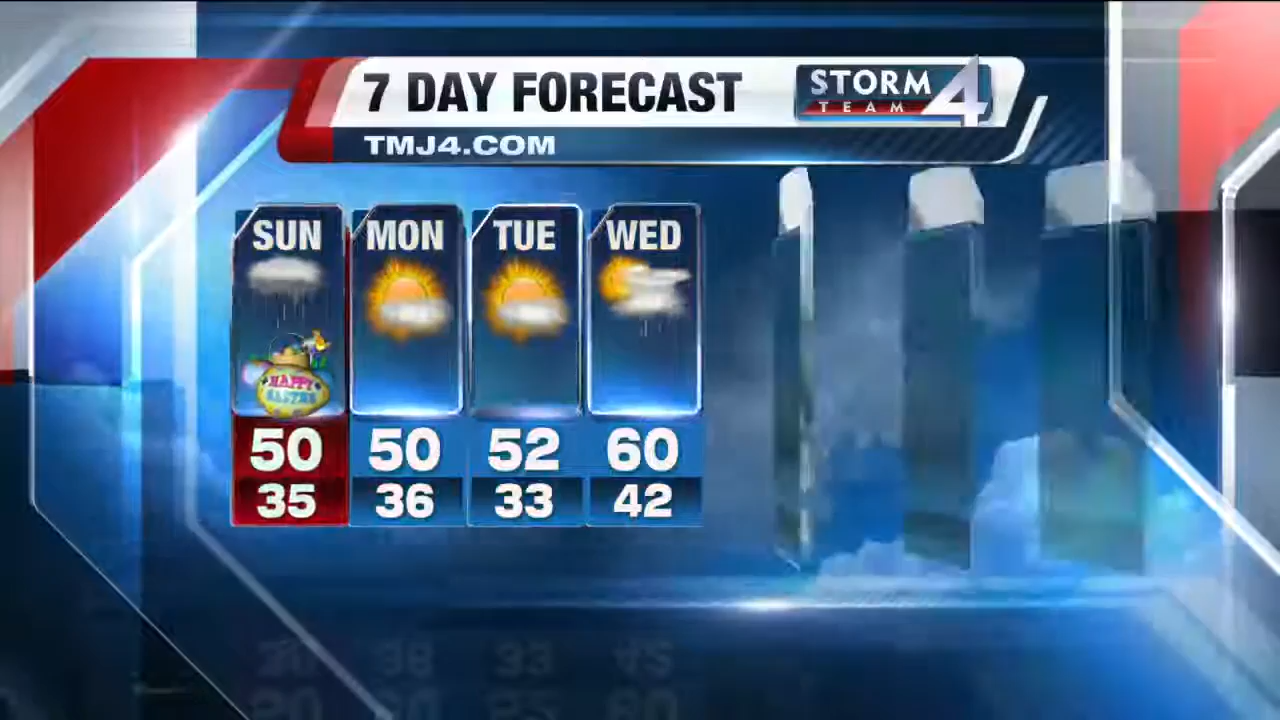 7 DAY FORECAST
STORM 4
TEAM
TMJ4.COM
SUN MON TUE WED
HAPPY
EASTER
50 50 52 60
35 36 33 42